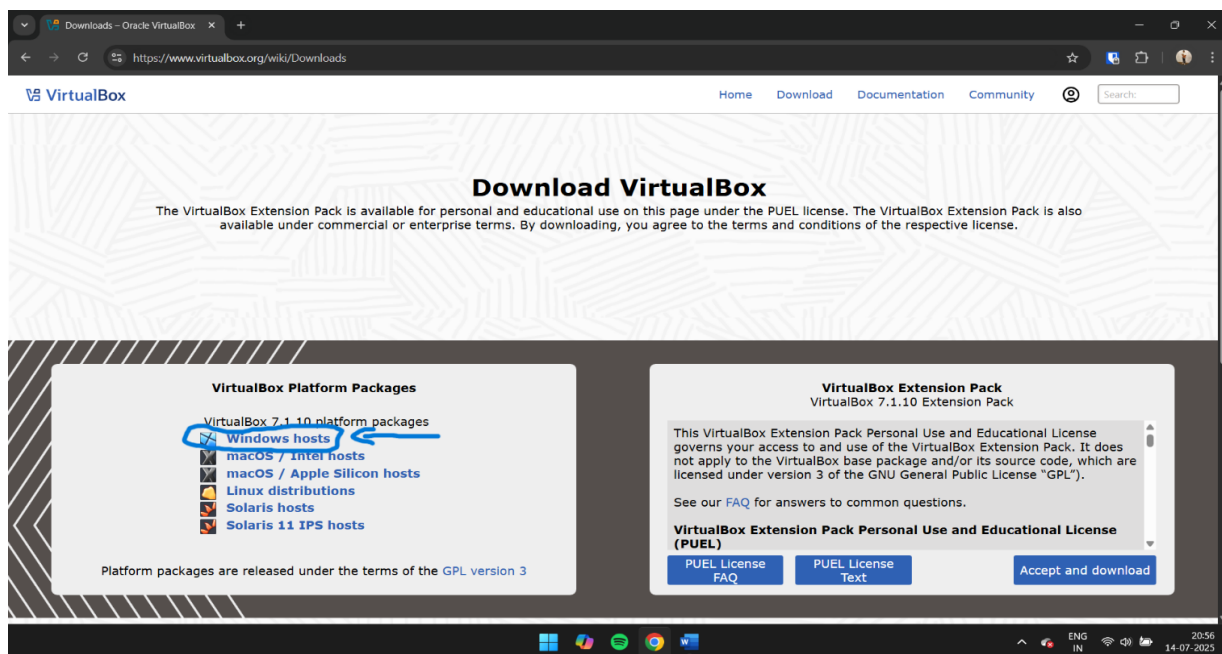 Downloads – Oracle VirtualBox
https://www.virtualbox.org/wiki/Downloads
VirtualBox
Home Download Documentation Community Search:
Download VirtualBox
The VirtualBox Extension Pack is available for personal and educational use on this page under the PUEL license. The VirtualBox Extension Pack is also
available under commercial or enterprise terms. By downloading, you agree to the terms and conditions of the respective license.
VirtualBox Platform Packages
VirtualBox 7.1.10 platform packages
Windows hosts
macOS / Intel hosts
macOS / Apple Silicon hosts
Linux distributions
Solaris hosts
Solaris 11 IPS hosts
Platform packages are released under the terms of the GPL version 3
VirtualBox Extension Pack
VirtualBox 7.1.10 Extension Pack
This VirtualBox Extension Pack Personal Use and Educational License
governs your access to and use of the VirtualBox Extension Pack. It does
not apply to the VirtualBox base package and/or its source code, which are
licensed under version 3 of the GNU General Public License “GPL”).
See our FAQ for answers to common questions.
VirtualBox Extension Pack Personal Use and Educational License
(PUEL)
PUEL License
FAQ
PUEL License
Text
Accept and download
ENG
IN
20:56
14-07-2025